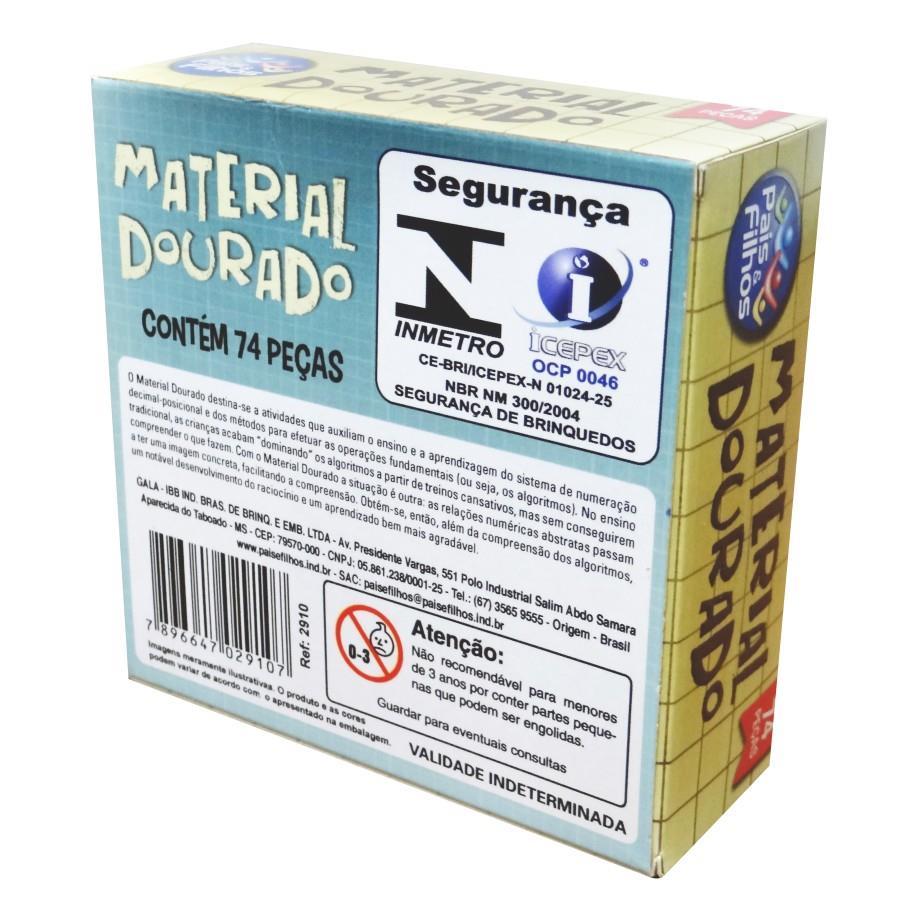 Pais & Filhos
MATERIAL
DOURADO
74
PEÇAS
MATERIAL
DOURADO
CONTÉM 74 PEÇAS
Segurança
INMETRO
i
®
ICEPEX
OCP 0046
CE-BRI/ICEPEX-N 01024-25
NBR NM 300/2004
SEGURANÇA DE BRINQUEDOS
O Material Dourado destina-se a atividades que auxiliam o ensino e a aprendizagem do sistema de numeração
decimal-posicional e dos métodos para efetuar as operações fundamentais (ou seja, os algoritmos). No ensino
tradicional, as crianças acabam "dominando" os algoritmos a partir de treinos cansativos, mas sem conseguirem
compreender o que fazem. Com o Material Dourado a situação é outra: as relações numéricas abstratas passam
a ter uma imagem concreta, facilitando a compreensão. Obtém-se, então, além da compreensão dos algoritmos,
um notável desenvolvimento do raciocínio e um aprendizado bem mais agradável.
GALA - IBB IND. BRAS. DE BRINQ. E EMB. LTDA - Av. Presidente Vargas, 551 Polo Industrial Salim Abdo Samara
Aparecida do Taboado - MS - CEP: 79570-000 - CNPJ: 05.861.238/0001-25 - Tel.: (67) 3565 9555 - Origem - Brasil
www.paisefilhos.ind.br - SAC: paisefilhos@paisefilhos.ind.br
7 896647 029107
Ref: 2910
Imagens meramente ilustrativas. O produto e as cores
podem variar de acordo com o apresentado na embalagem.
0-3
Atenção:
Não recomendável para menores
de 3 anos por conter partes peque-
nas que podem ser engolidas.
Guardar para eventuais consultas
VALIDADE INDETERMINADA
Pais
&
Filhos
MATERIAL
DOURADO
74
PEÇAS